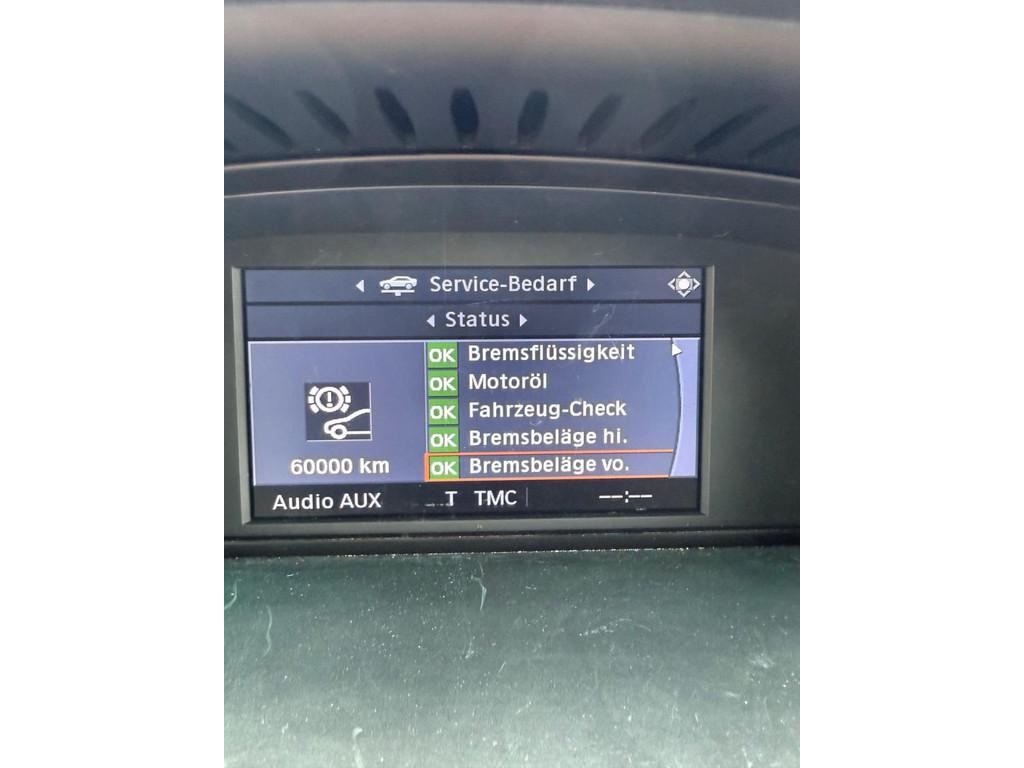 Service-Bedarf
Status
OK Bremsflüssigkeit
OK Motoröl
OK Fahrzeug-Check
OK Bremsbeläge hi.
60000 km
OK Bremsbeläge vo.
Audio AUX T TMC --:--